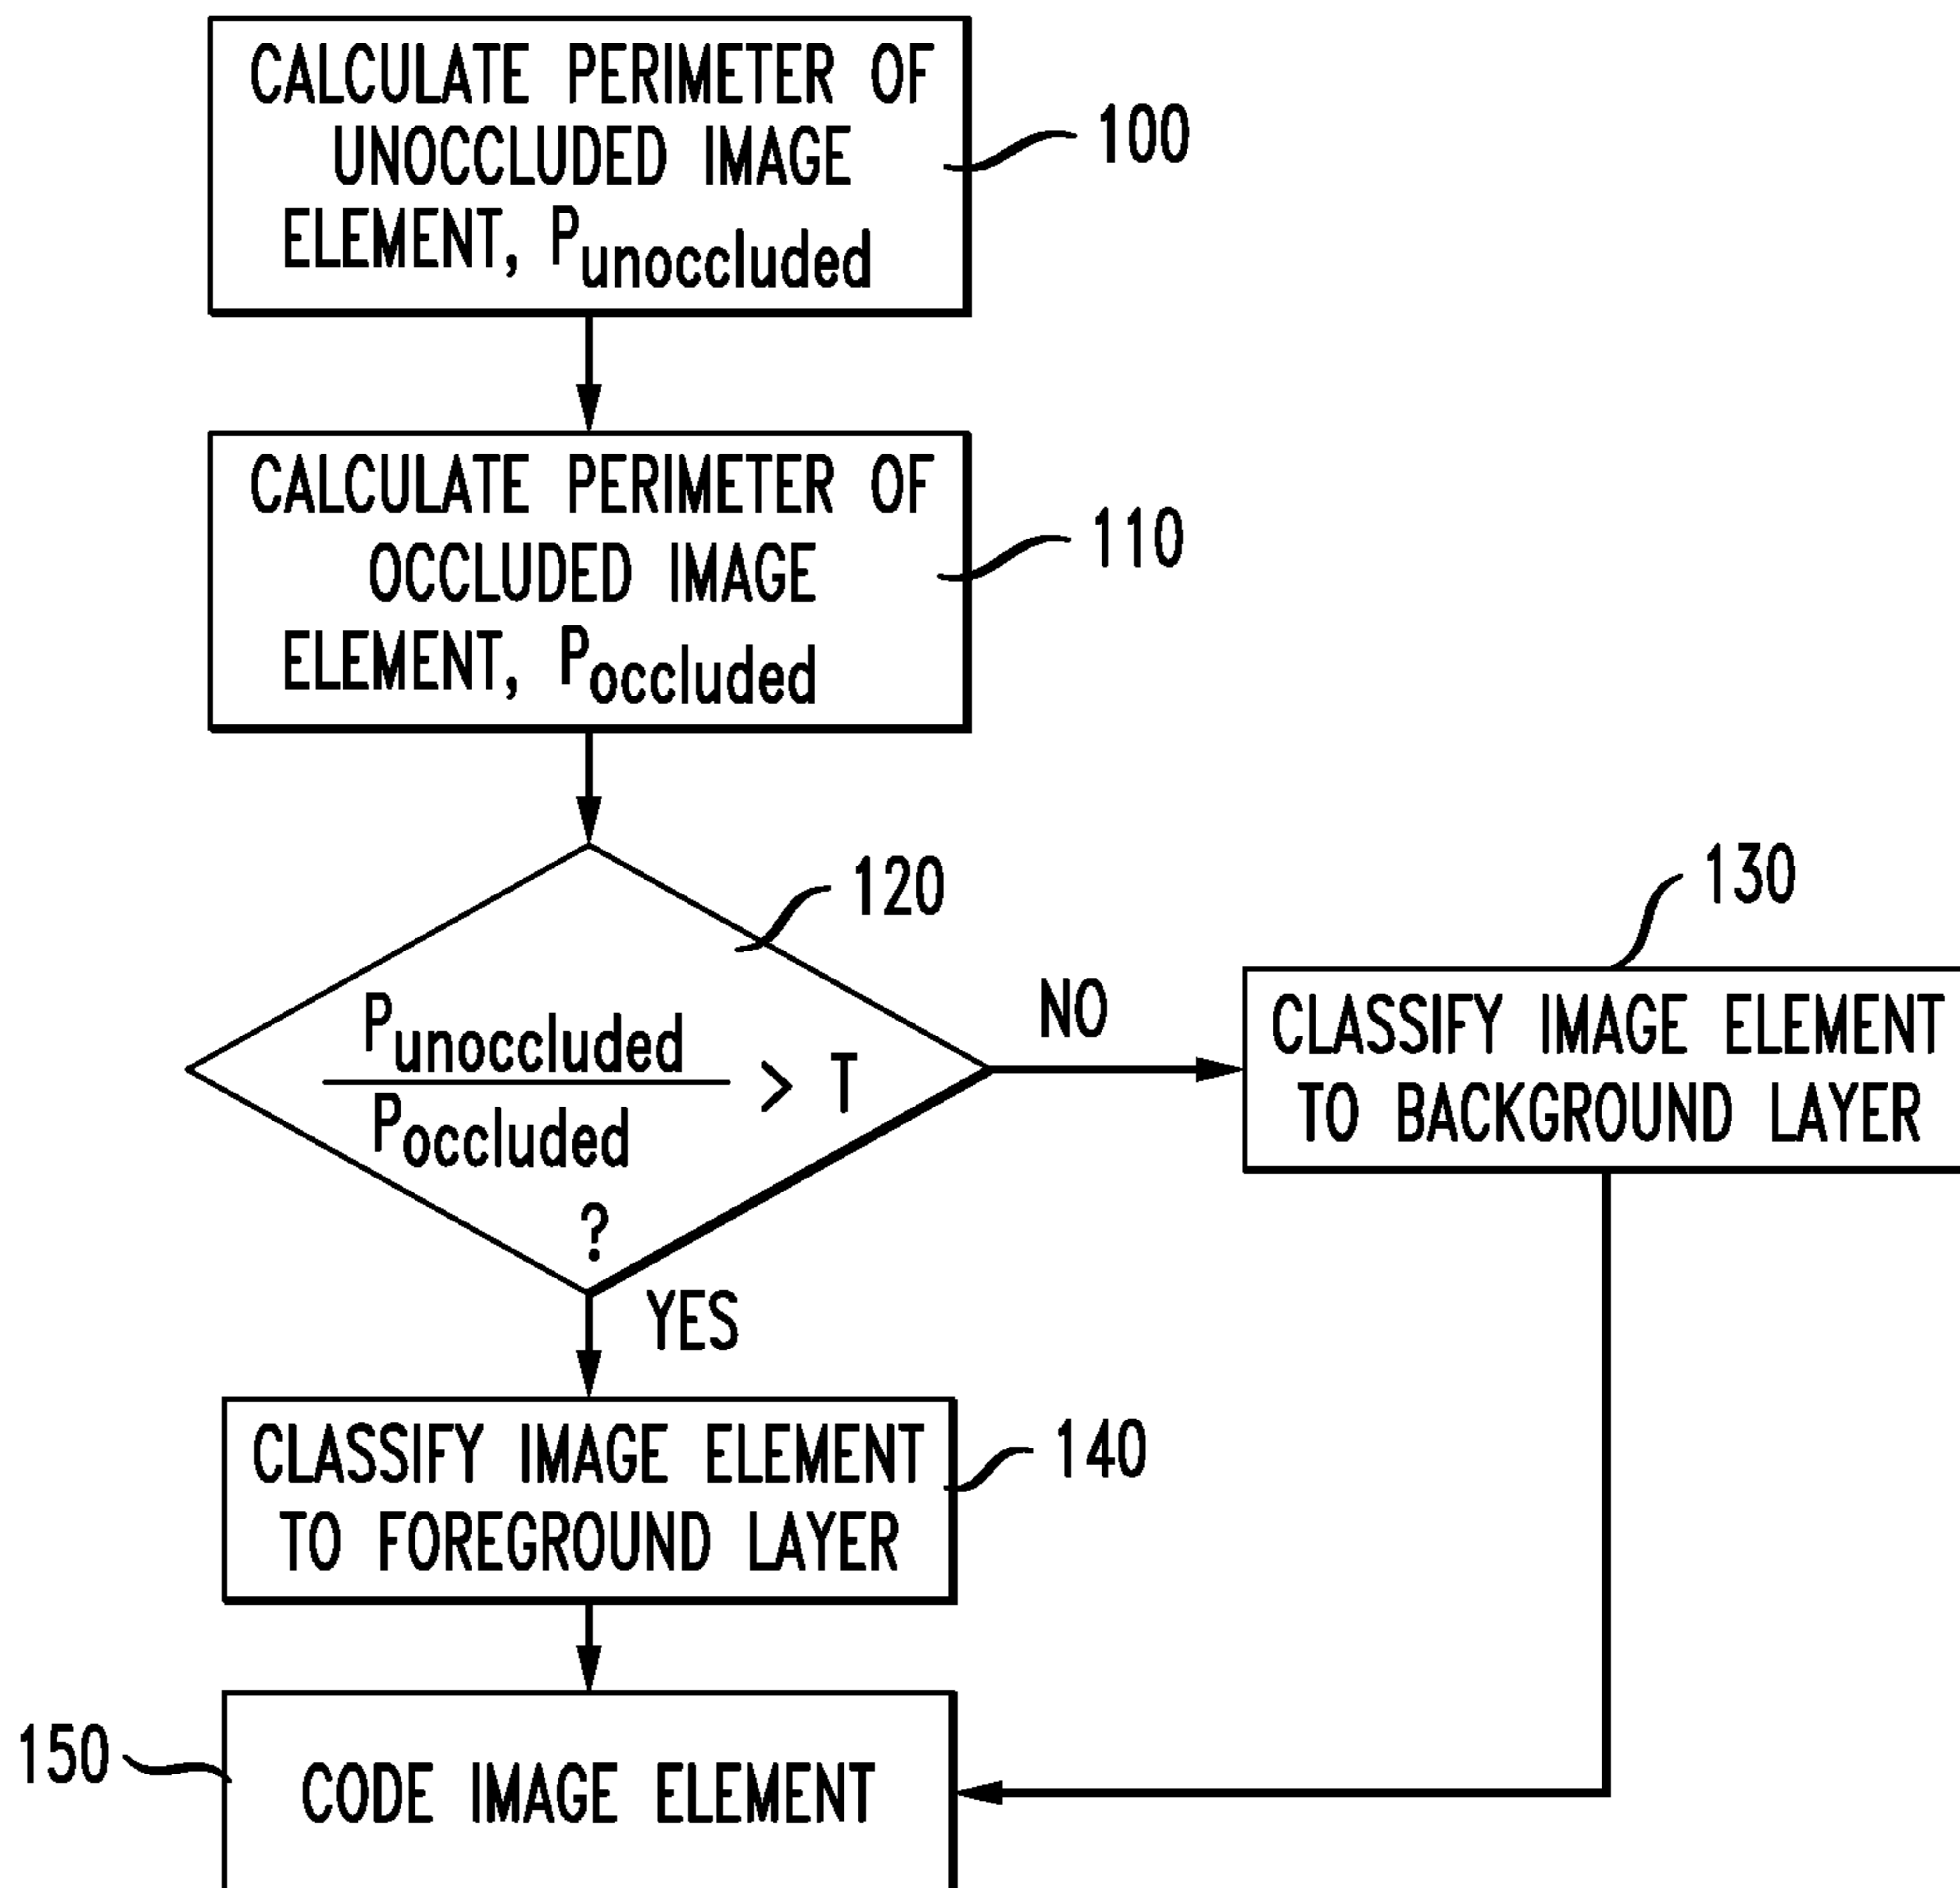 CALCULATE PERIMETER OF
UNOCCLUDED IMAGE
ELEMENT, Punoccluded
100
CALCULATE PERIMETER OF
OCCLUDED IMAGE
ELEMENT, Poccluded
110
120
Punoccluded
Poccluded
> T
?
NO
130
CLASSIFY IMAGE ELEMENT
TO BACKGROUND LAYER
YES
CLASSIFY IMAGE ELEMENT
TO FOREGROUND LAYER
140
150
CODE IMAGE ELEMENT